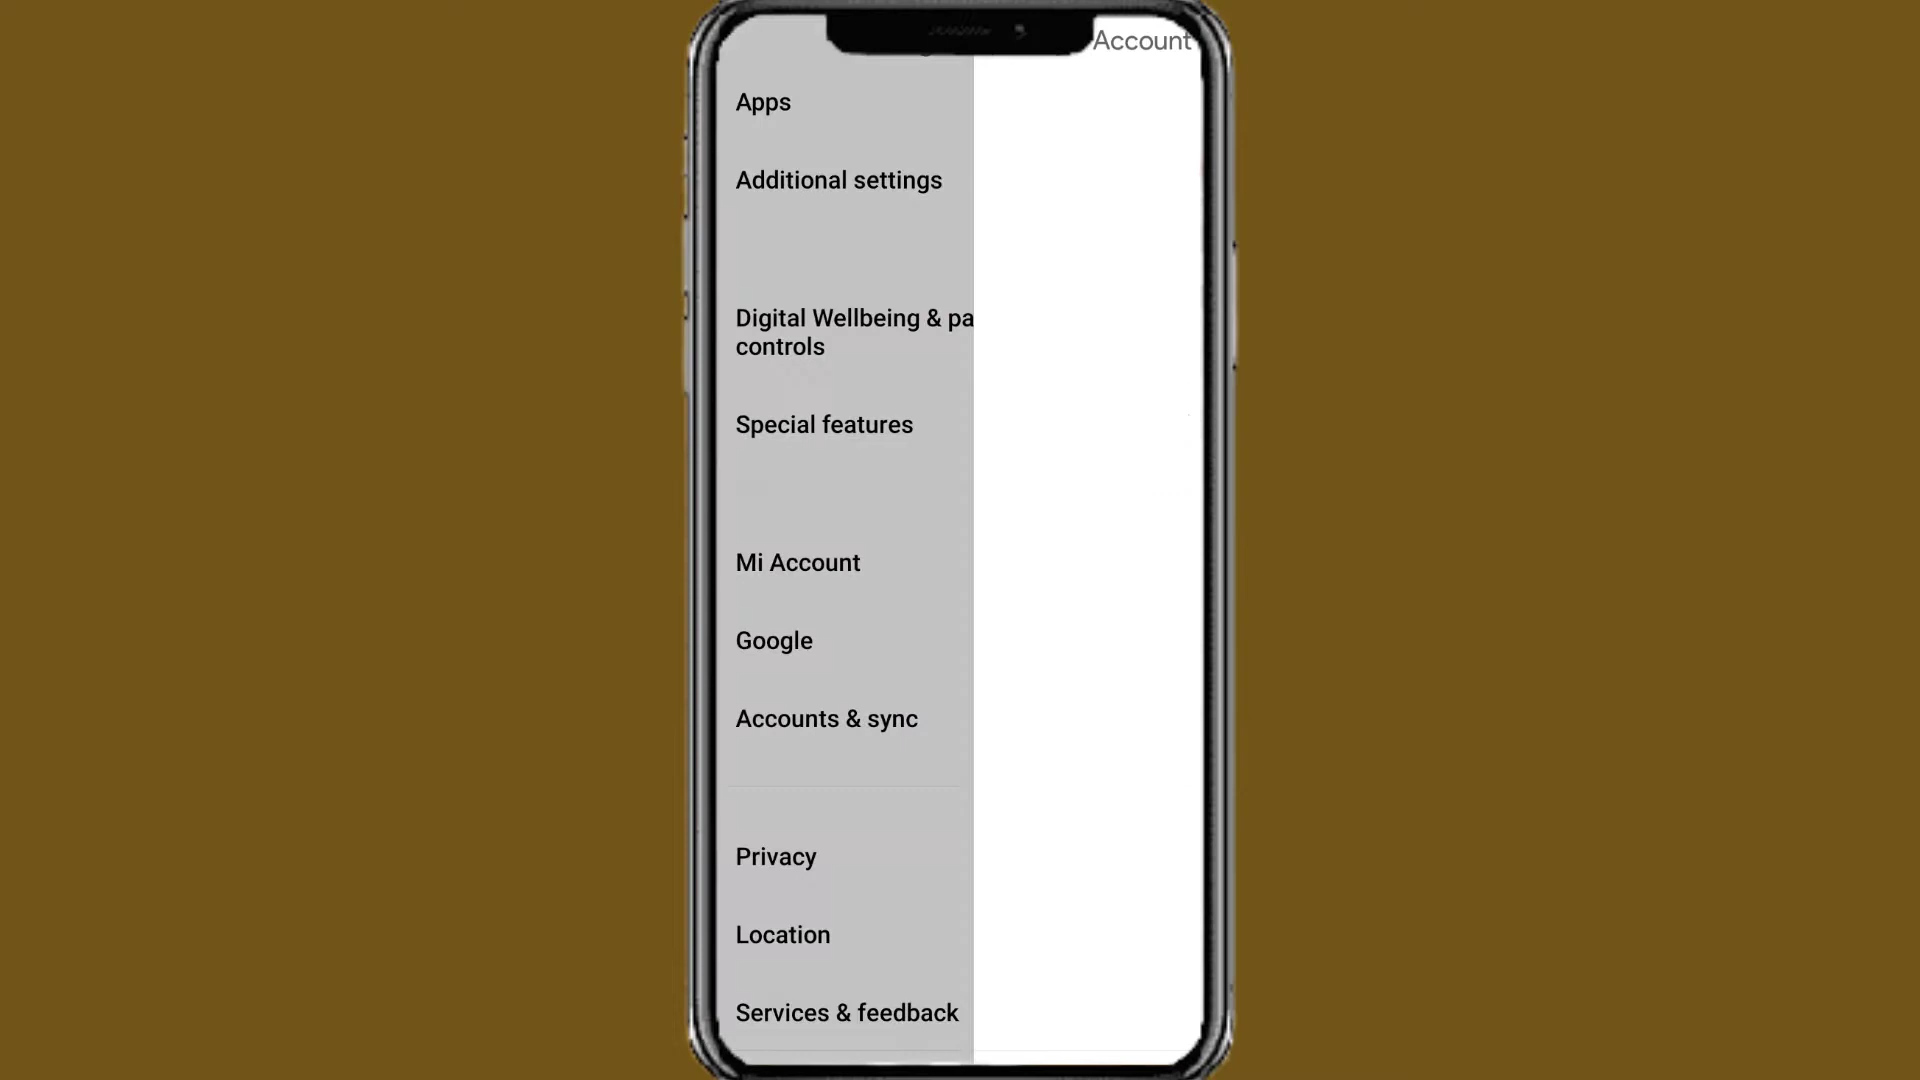 Account
Apps
Additional settings
Digital Wellbeing & pa
controls
Special features
Mi Account
Google
Accounts & sync
Privacy
Location
Services & feedback